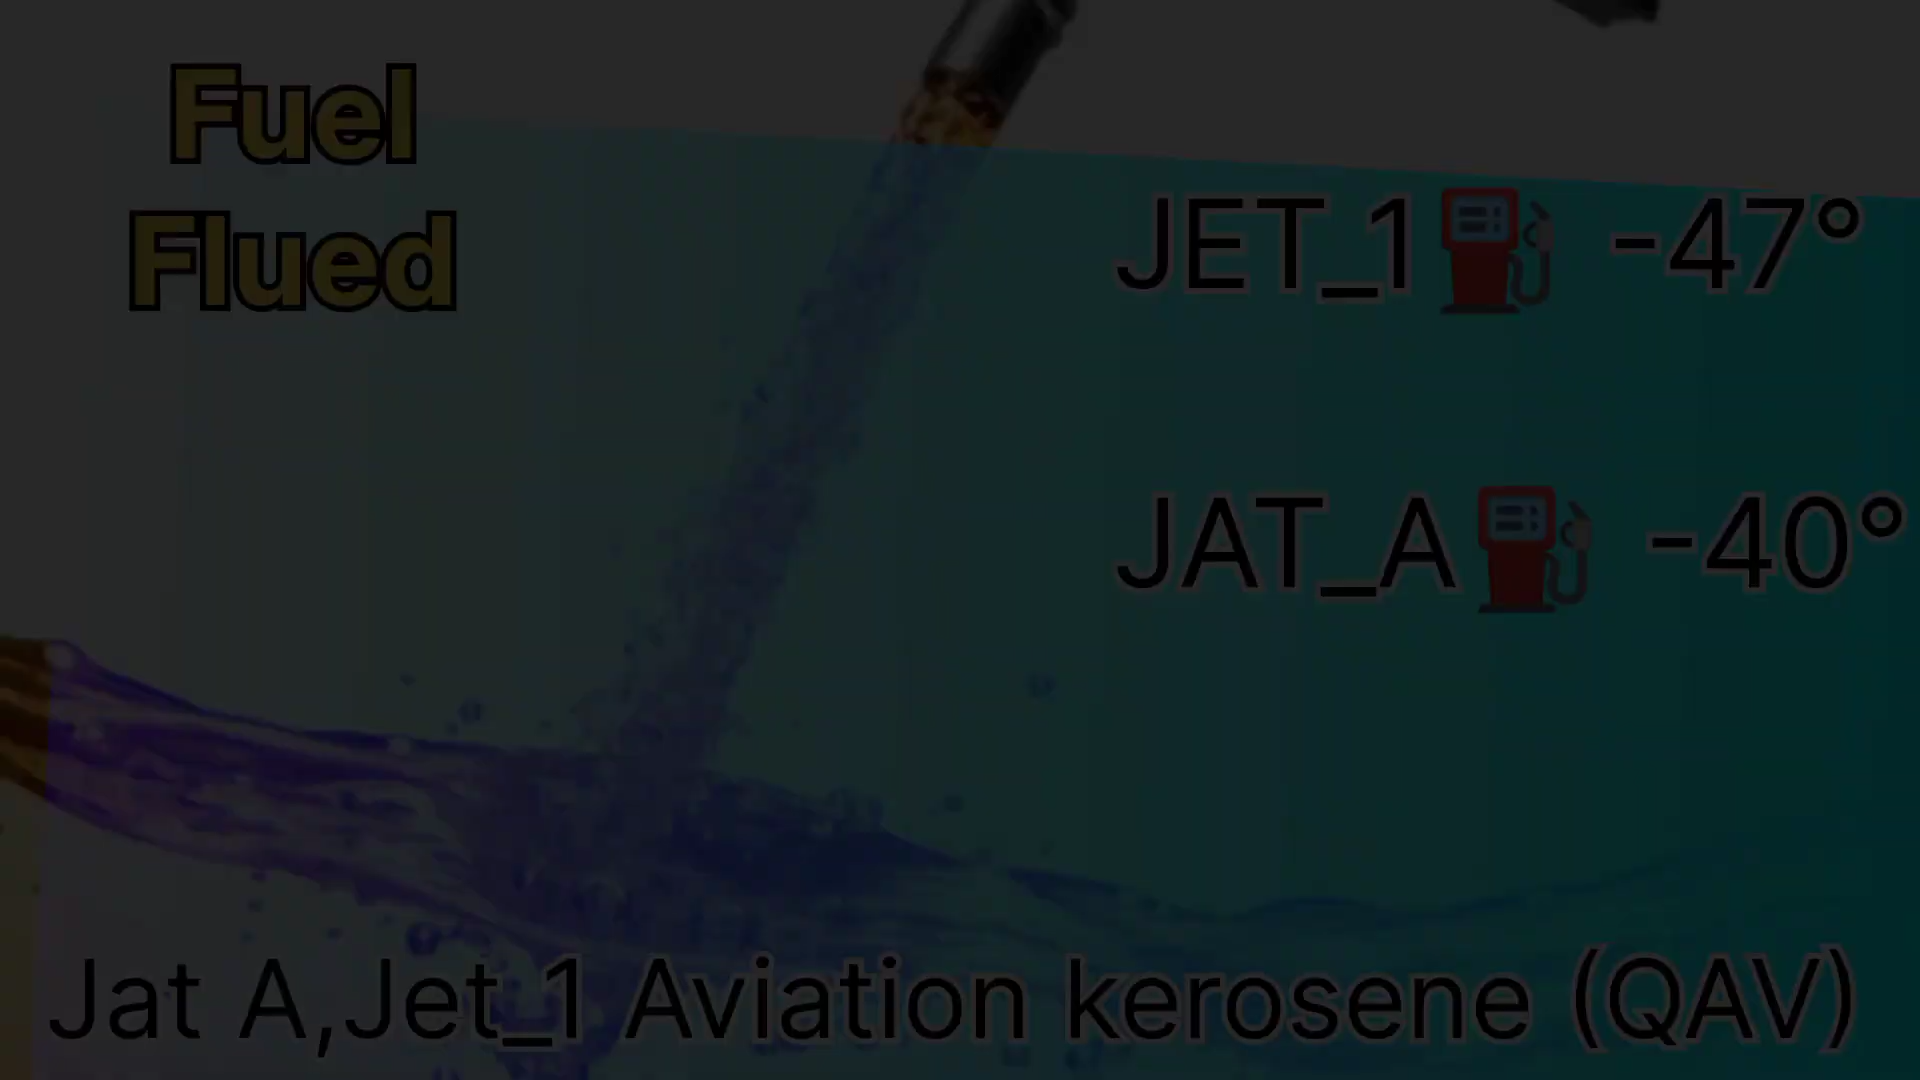 Fuel
Flued
JET_1⛽ -47°
JAT_A⛽ -40°
Jat A,Jet_1 Aviation kerosene (QAV)